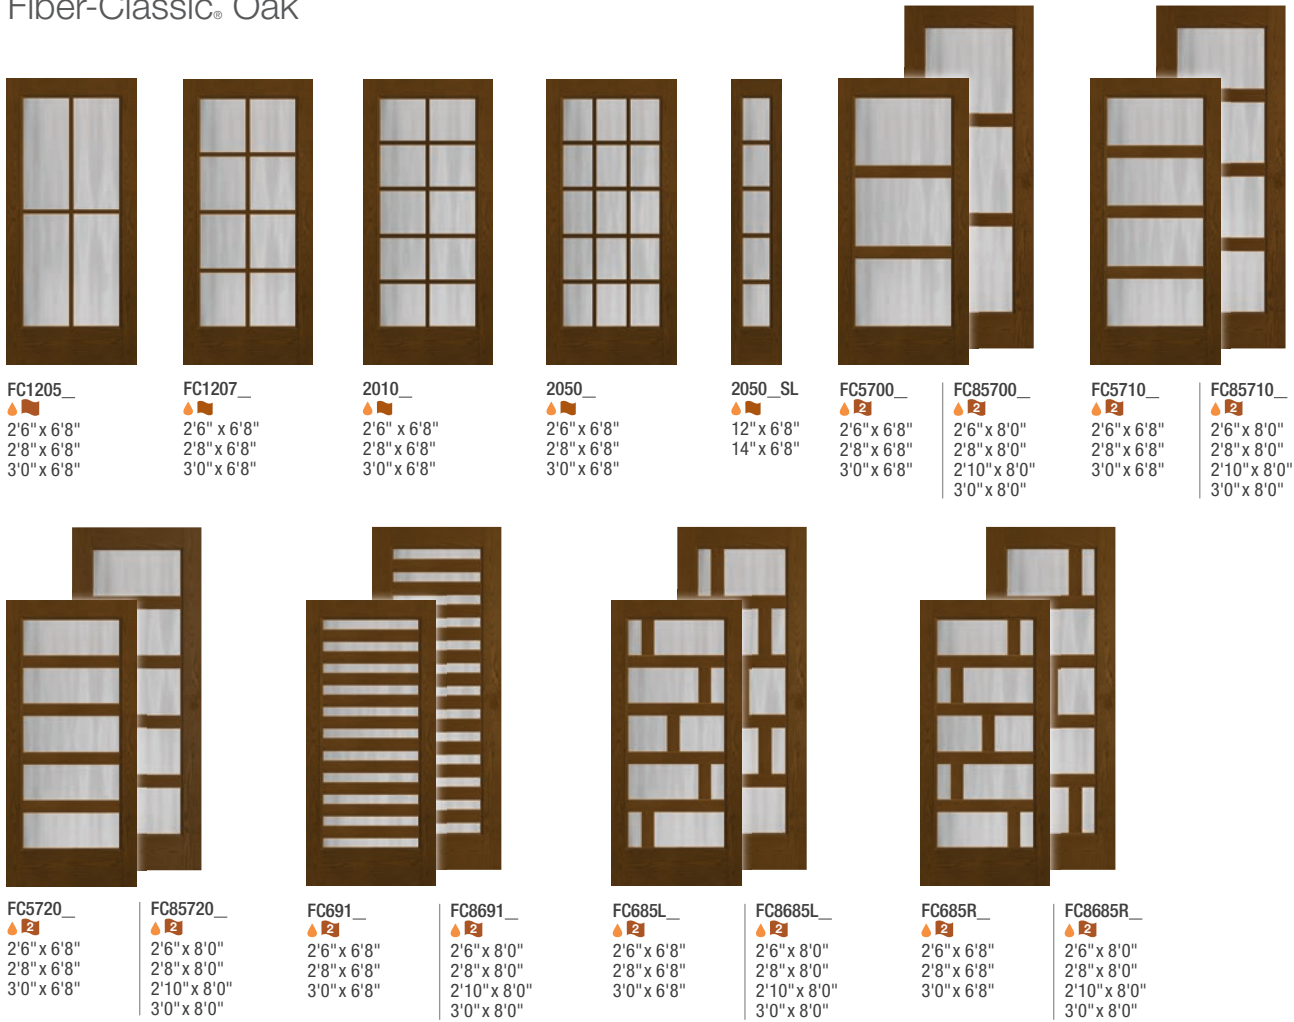 Fiber-Classic® Oak
FC1205_
2'6" x 6'8"
2'8" x 6'8"
3'0" x 6'8"
FC1207_
2'6" x 6'8"
2'8" x 6'8"
3'0" x 6'8"
2010_
2'6" x 6'8"
2'8" x 6'8"
3'0" x 6'8"
2050_
2'6" x 6'8"
2'8" x 6'8"
3'0" x 6'8"
2050_SL
12" x 6'8"
14" x 6'8"
FC5700_
2
2'6" x 6'8"
2'8" x 6'8"
3'0" x 6'8"
FC85700_
2
2'6" x 8'0"
2'8" x 8'0"
2'10" x 8'0"
3'0" x 8'0"
FC5710_
2
2'6" x 6'8"
2'8" x 6'8"
3'0" x 6'8"
FC85710_
2
2'6" x 8'0"
2'8" x 8'0"
2'10" x 8'0"
3'0" x 8'0"
FC5720_
2
2'6" x 6'8"
2'8" x 6'8"
3'0" x 6'8"
FC85720_
2
2'6" x 8'0"
2'8" x 8'0"
2'10" x 8'0"
3'0" x 8'0"
FC691_
2
2'6" x 6'8"
2'8" x 6'8"
3'0" x 6'8"
FC8691_
2
2'6" x 8'0"
2'8" x 8'0"
2'10" x 8'0"
3'0" x 8'0"
FC685L_
2
2'6" x 6'8"
2'8" x 6'8"
3'0" x 6'8"
FC8685L_
2
2'6" x 8'0"
2'8" x 8'0"
2'10" x 8'0"
3'0" x 8'0"
FC685R_
2
2'6" x 6'8"
2'8" x 6'8"
3'0" x 6'8"
FC8685R_
2
2'6" x 8'0"
2'8" x 8'0"
2'10" x 8'0"
3'0" x 8'0"